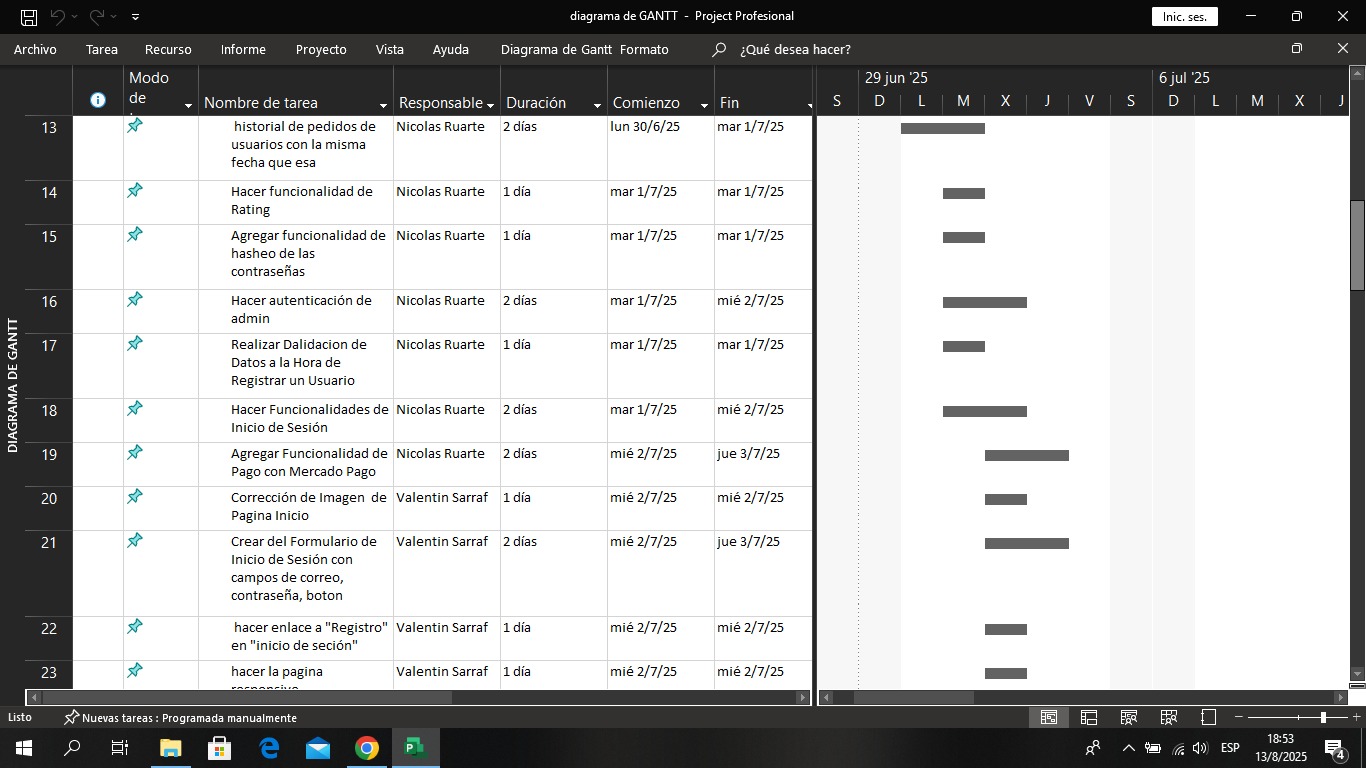 diagrama de GANTT - Project Profesional
Inic. ses.
Archivo Tarea Recurso Informe Proyecto Vista Ayuda Diagrama de Gantt Formato ¿Qué desea hacer?
Modo
de
Nombre de tarea Responsable Duración Comienzo Fin
29 jun '25 6 jul '25
S D L M X J V S D L M X J
13 historial de pedidos de Nicolas Ruarte 2 días lun 30/6/25 mar 1/7/25
usuarios con la misma
fecha que esa
14 Hacer funcionalidad de Nicolas Ruarte 1 día mar 1/7/25 mar 1/7/25
Rating
15 Agregar funcionalidad de Nicolas Ruarte 1 día mar 1/7/25 mar 1/7/25
hasheo de las
contraseñas
16 Hacer autenticación de Nicolas Ruarte 2 días mar 1/7/25 mié 2/7/25
admin
17 Realizar Dalidacion de Nicolas Ruarte 1 día mar 1/7/25 mar 1/7/25
Datos a la Hora de
Registrar un Usuario
18 Hacer Funcionalidades de Nicolas Ruarte 2 días mar 1/7/25 mié 2/7/25
Inicio de Sesión
19 Agregar Funcionalidad de Nicolas Ruarte 2 días mié 2/7/25 jue 3/7/25
Pago con Mercado Pago
20 Corrección de Imagen de Valentin Sarraf 1 día mié 2/7/25 mié 2/7/25
Pagina Inicio
21 Crear del Formulario de Valentin Sarraf 2 días mié 2/7/25 jue 3/7/25
Inicio de Sesión con
campos de correo,
contraseña, boton
22 hacer enlace a "Registro" Valentin Sarraf 1 día mié 2/7/25 mié 2/7/25
en "inicio de seción"
23 hacer la pagina Valentin Sarraf 1 día mié 2/7/25 mié 2/7/25
responsive
DIAGRAMA DE GANTT
Listo Nuevas tareas : Programada manualmente
ESP
18:53
13/8/2025
4